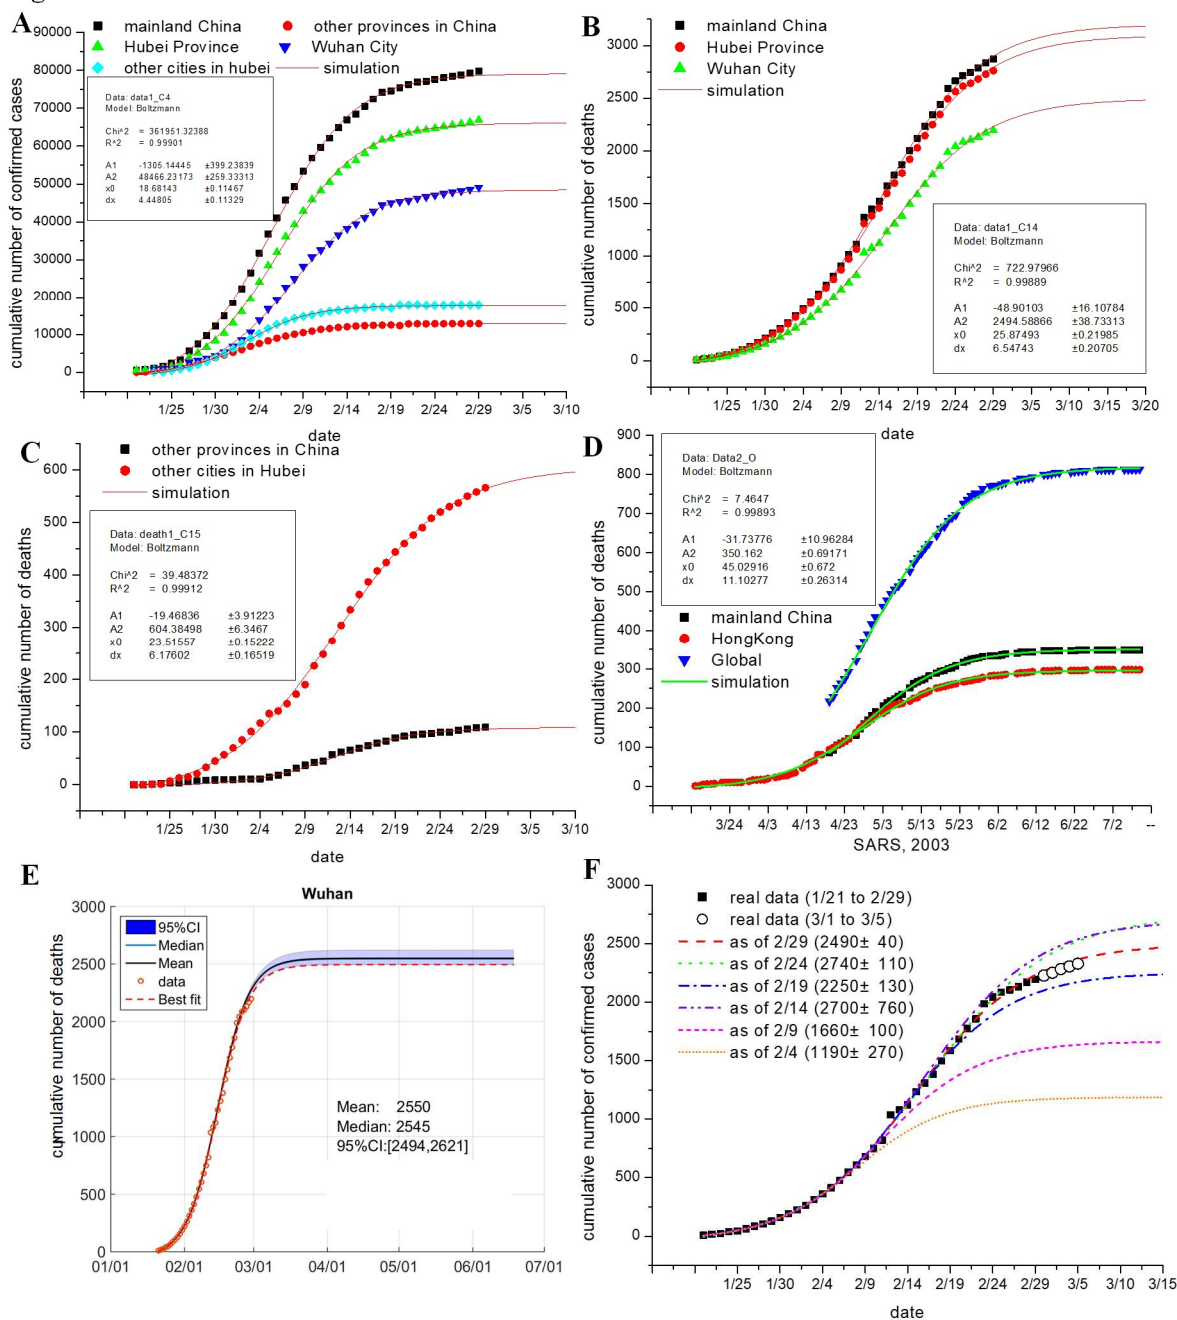 A
mainland China
other provinces in China
Hubei Province
Wuhan City
other cities in hubei
simulation
Data: data1_C4
Model: Boltzmann
Chi^2 = 361951.32388
R^2 = 0.99901
A1 -1305.14445 ±399.23839
A2 48466.23173 ±259.33313
x0 18.68143 ±0.11467
dx 4.44805 ±0.11329
cumulative number of confirmed cases
90000
80000
70000
60000
50000
40000
30000
20000
10000
0
1/25 1/30 2/4 2/9 2/14 2/19 2/24 2/29 3/5 3/10
date
B
mainland China
Hubei Province
Wuhan City
simulation
Data: data1_C14
Model: Boltzmann
Chi^2 = 722.97966
R^2 = 0.99889
A1 -48.90103 ±16.10784
A2 2494.58866 ±38.73313
x0 25.87493 ±0.21985
dx 6.54743 ±0.20705
cumulative number of deaths
3000
2500
2000
1500
1000
500
0
1/25 1/30 2/4 2/9 2/14 2/19 2/24 2/29 3/5 3/10 3/15 3/20
date
C
other provinces in China
other cities in Hubei
simulation
Data: death1_C15
Model: Boltzmann
Chi^2 = 39.48372
R^2 = 0.99912
A1 -19.46836 ±3.91223
A2 604.38498 ±6.3467
x0 23.51557 ±0.15222
dx 6.17602 ±0.16519
cumulative number of deaths
600
500
400
300
200
100
0
1/25 1/30 2/4 2/9 2/14 2/19 2/24 2/29 3/5 3/10
date
D
Data: Data2_O
Model: Boltzmann
Chi^2 = 7.4647
R^2 = 0.99893
A1 -31.73776 ±10.96284
A2 350.162 ±0.69171
x0 45.02916 ±0.672
dx 11.10277 ±0.26314
mainland China
HongKong
Global
simulation
cumulative number of deaths
900
800
700
600
500
400
300
200
100
0
3/24 4/3 4/13 4/23 5/3 5/13 5/23 6/2 6/12 6/22 7/2 --
SARS, 2003
E
Wuhan
95%CI
Median
Mean
data
Best fit
Mean: 2550
Median: 2545
95%CI:[2494,2621]
cumulative number of deaths
3000
2500
2000
1500
1000
500
0
01/01 02/01 03/01 04/01 05/01 06/01 07/01
F
real data (1/21 to 2/29)
real data (3/1 to 3/5)
as of 2/29 (2490± 40)
as of 2/24 (2740± 110)
as of 2/19 (2250± 130)
as of 2/14 (2700± 760)
as of 2/9 (1660± 100)
as of 2/4 (1190± 270)
cumulative number of confirmed cases
3000
2500
2000
1500
1000
500
0
1/25 1/30 2/4 2/9 2/14 2/19 2/24 2/29 3/5 3/10 3/15
date